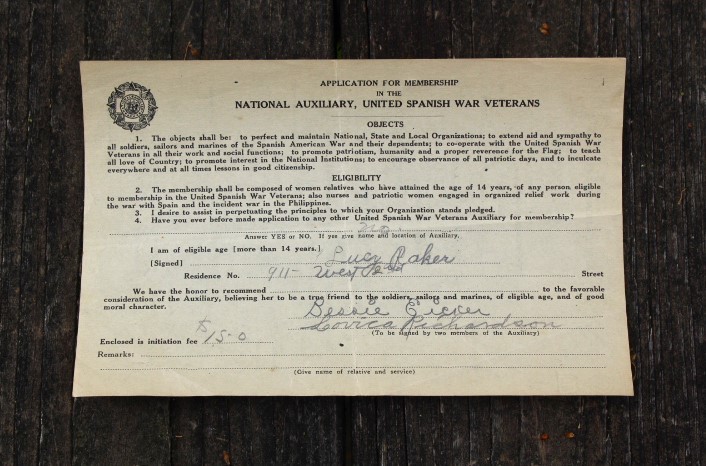 APPLICATION FOR MEMBERSHIP
IN THE
NATIONAL AUXILIARY, UNITED SPANISH WAR VETERANS
OBJECTS
1. The objects shall be: to perfect and maintain National, State and Local Organizations; to extend aid and sympathy to
all soldiers, sailors and marines of the Spanish American War and their dependents; to co-operate with the United Spanish War
Veterans in all their work and social functions; to promote patriotism, humanity and a proper reverence for the Flag; to teach
all love of Country; to promote interest in the National Institutions; to encourage observance of all patriotic days, and to inculcate
everywhere and at all times lessons in good citizenship.
ELIGIBILITY
2. The membership shall be composed of women relatives who have attained the age of 14 years, of any person eligible
to membership in the United Spanish War Veterans; also nurses and patriotic women engaged in organized relief work during
the war with Spain and the incident war in the Philippines.
3. I desire to assist in perpetuating the principles to which your Organization stands pledged.
4. Have you ever before made application to any other United Spanish War Veterans Auxiliary for membership?
no
Answer YES or NO. If yes give name and location of Auxiliary.
I am of eligible age [more than 14 years.]
[Signed] Lucy Baker
Residence No. 911- West Street
We have the honor to recommend to the favorable
consideration of the Auxiliary, believing her to be a true friend to the soldiers, sailors and marines, of eligible age, and of good
moral character.
Bessie
Lovica Richardson
(To be signed by two members of the Auxiliary)
Enclosed is initiation fee $150
Remarks:
(Give name of relative and service)